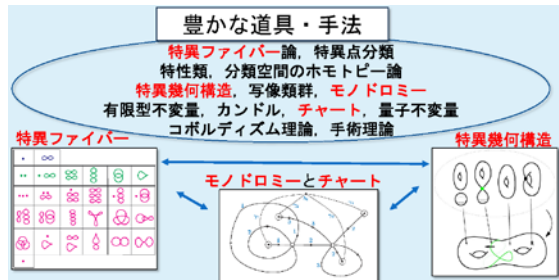 豊かな道具・手法
特異ファイバー論, 特異点分類
特性類, 分類空間のホモトピー論
特異幾何構造, 写像類群, モノドロミー
有限型不変量, カンドル, チャート, 量子不変量
コボルディズム理論, 手術理論
特異ファイバー
特異幾何構造
モノドロミーとチャート